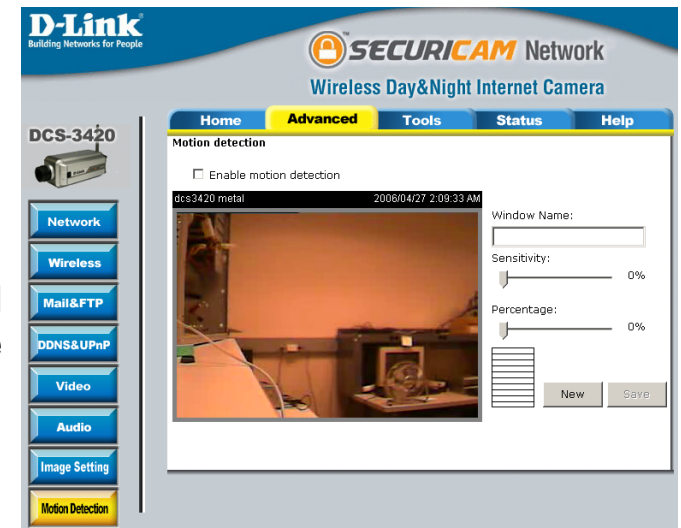 D-Link
Building Networks for People
SECURICAM Network
Wireless Day&Night Internet Camera
DCS-3420
Home
Advanced
Tools
Status
Help
Motion detection
Enable motion detection
dcs3420 metal
2006/04/27 2:09:33 AM
Window Name:
Sensitivity:
0%
Percentage:
0%
New
Save
Network
Wireless
Mail&FTP
DDNS&UPnP
Video
Audio
Image Setting
Motion Detection